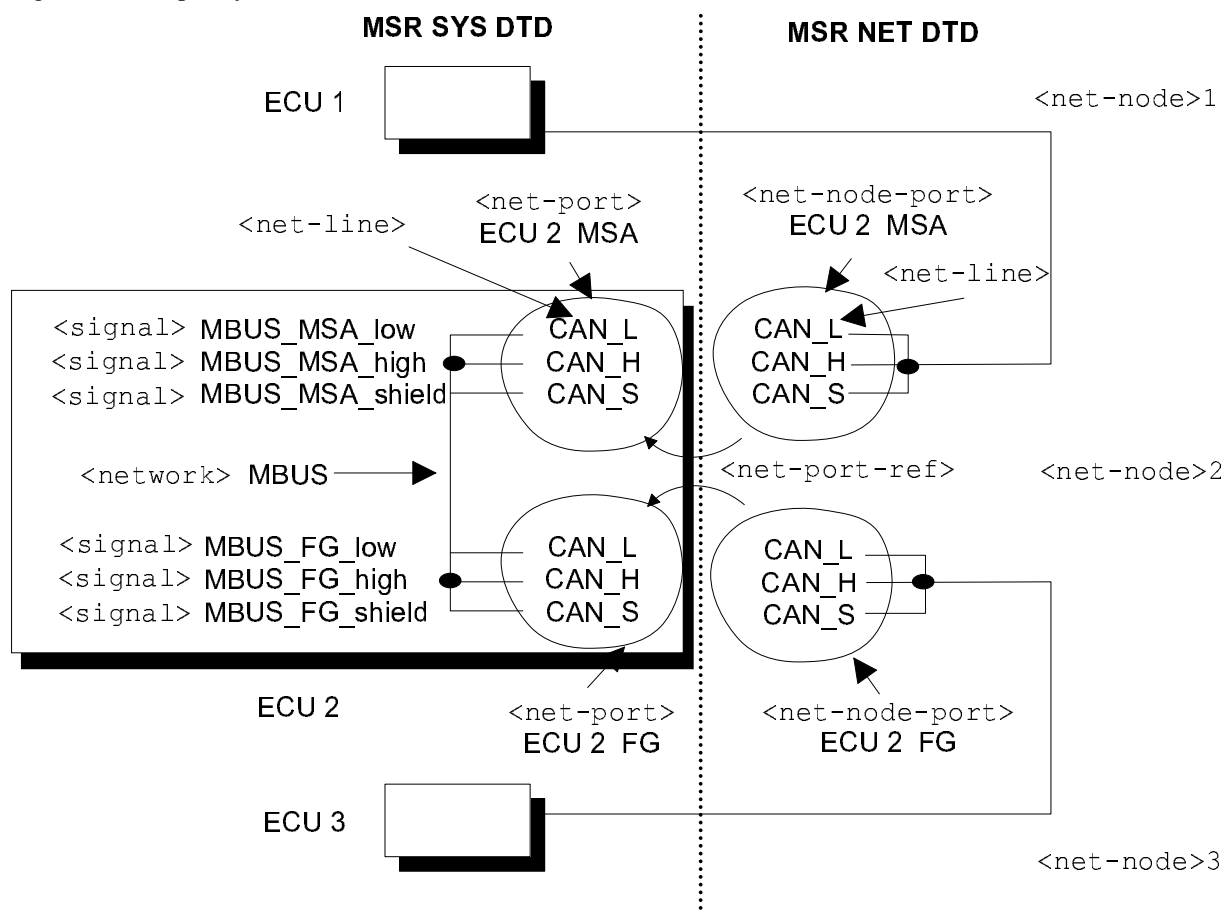 MSR SYS DTD
MSR NET DTD
ECU 1
<net-node>1
<net-port>
ECU 2 MSA
<net-line>
<net-node-port>
ECU 2 MSA
<net-line>
<signal> MBUS_MSA_low
<signal> MBUS_MSA_high
<signal> MBUS_MSA_shield
CAN_L
CAN_H
CAN_S
CAN_L
CAN_H
CAN_S
<network> MBUS
<net-port-ref>
<net-node>2
<signal> MBUS_FG_low
<signal> MBUS_FG_high
<signal> MBUS_FG_shield
CAN_L
CAN_H
CAN_S
CAN_L
CAN_H
CAN_S
ECU 2
<net-port>
ECU 2 FG
<net-node-port>
ECU 2 FG
ECU 3
<net-node>3